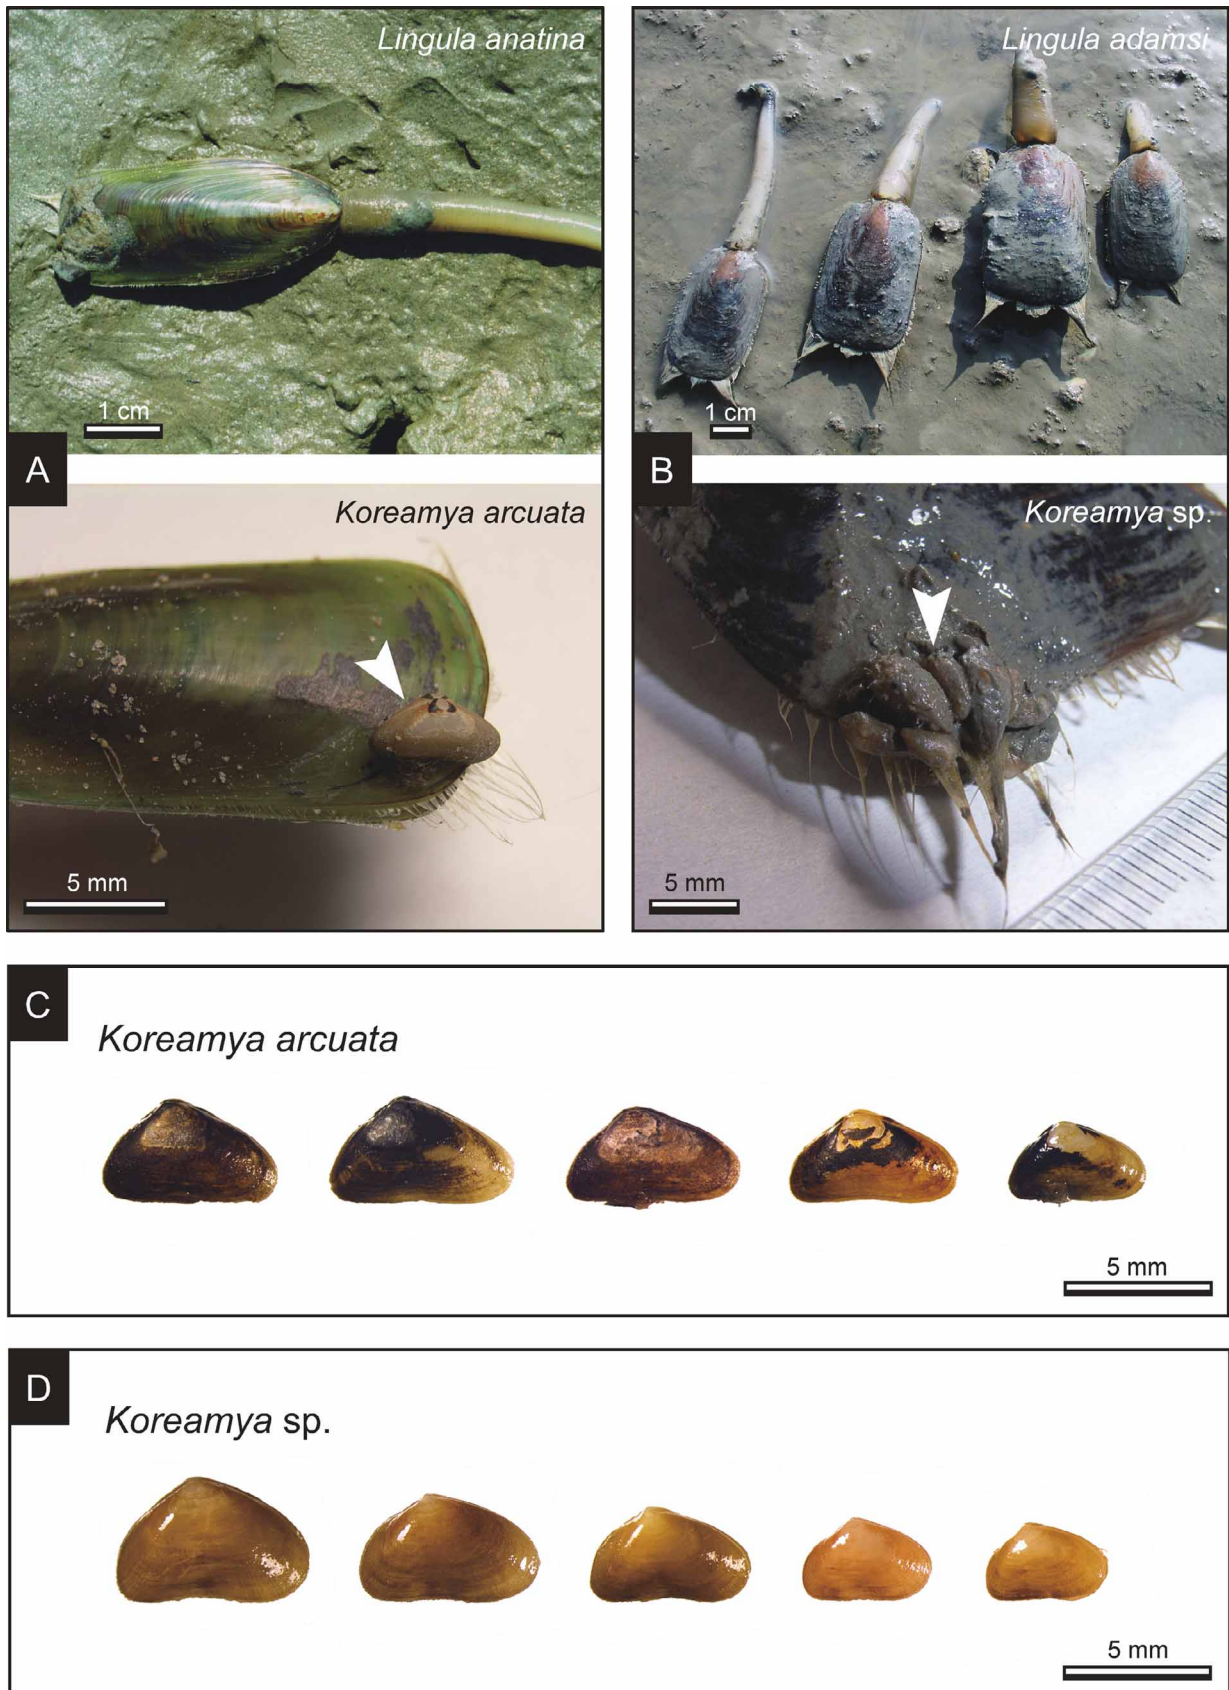 Lingula anatina
1 cm
A
Koreamya arcuata
5 mm
Lingula adamsi
1 cm
B
Koreamya sp.
5 mm
C
Koreamya arcuata
5 mm
D
Koreamya sp.
5 mm